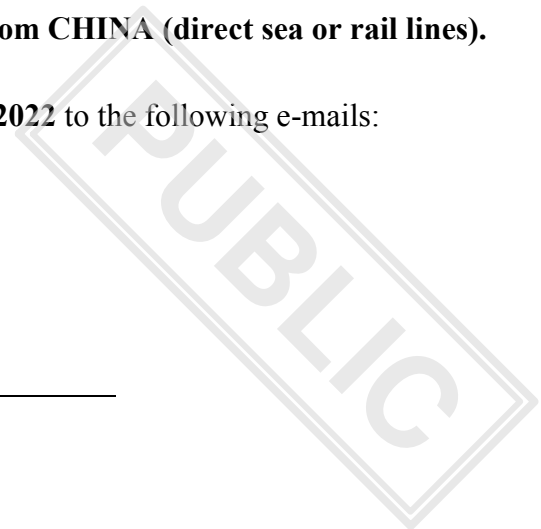 om CHINA (direct sea or rail lines).
2022 to the following e-mails:
PUBLIC